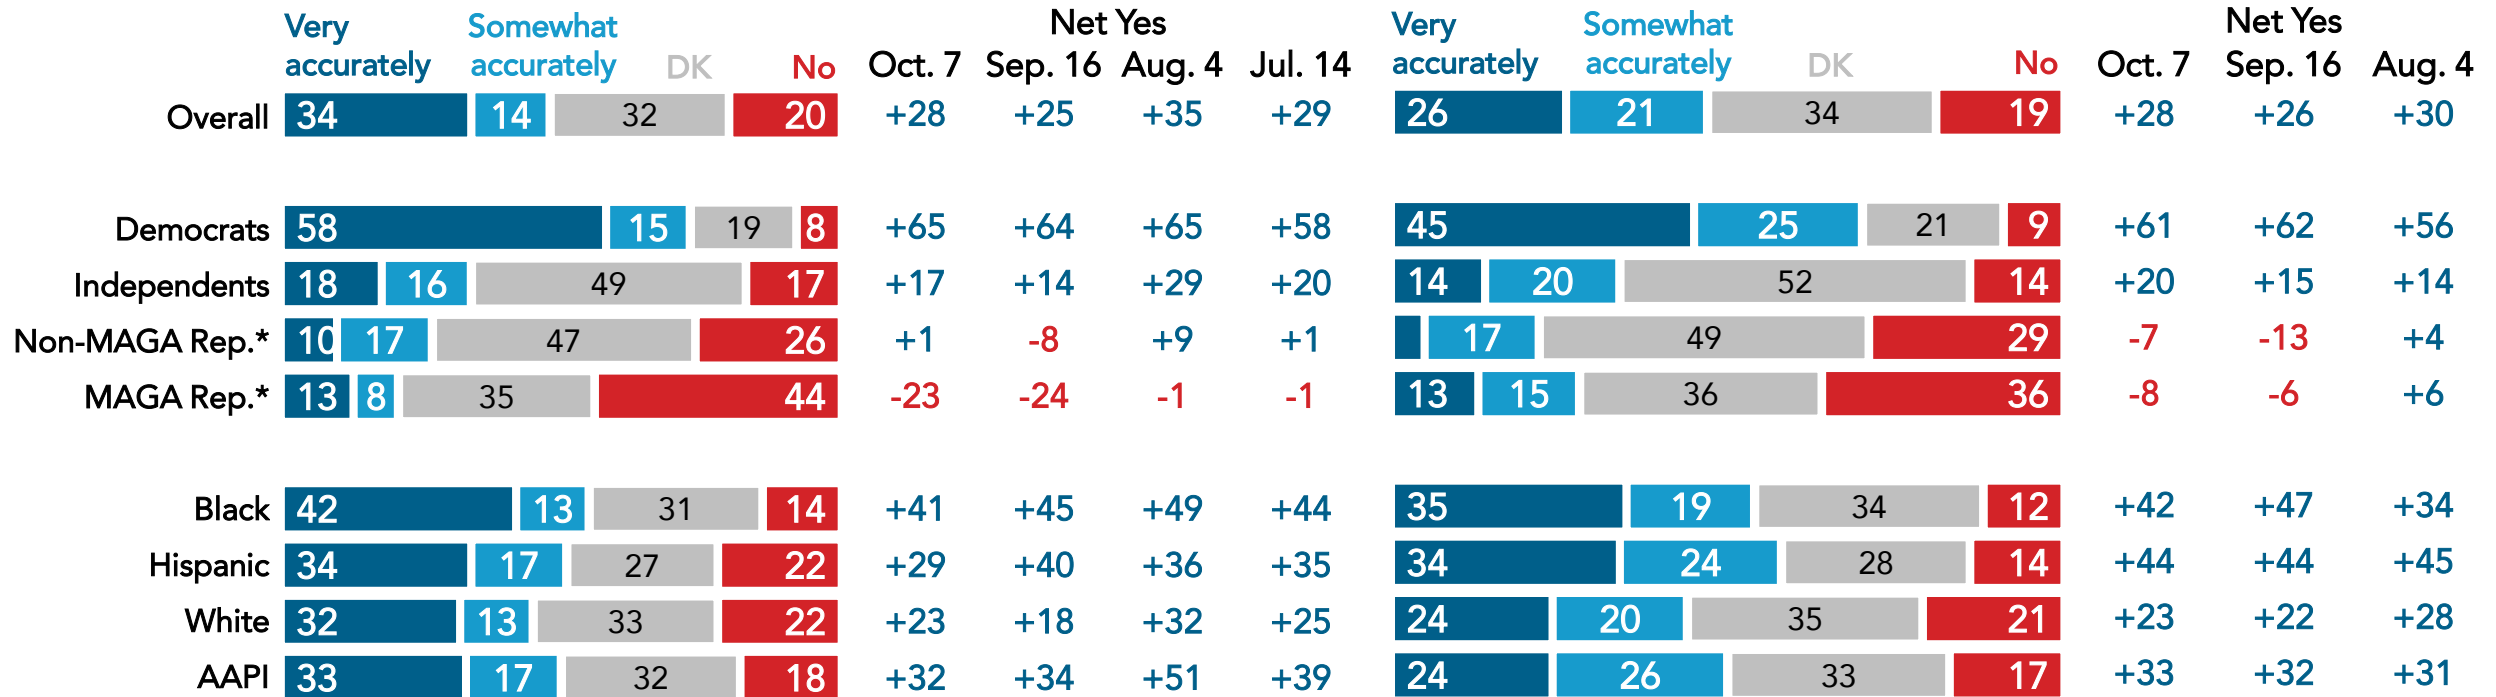 Very Somewhat Net Yes Very Somewhat Net Yes
accurately accurately DK No Oct. 7 Sep. 16 Aug. 4 Jul. 14 accurately accurately DK No Oct. 7 Sep. 16 Aug. 4
Overall 34 14 32 20 +28 +25 +35 +29 26 21 34 19 +28 +26 +30
Democrats 58 15 19 8 +65 +64 +65 +58 45 25 21 9 +61 +62 +56
Independents 18 16 49 17 +17 +14 +29 +20 14 20 52 14 +20 +15 +14
Non-MAGA Rep.* 10 17 47 26 +1 -8 +9 +1 17 49 29 -7 -13 +4
MAGA Rep.* 13 8 35 44 -23 -24 -1 -1 13 15 36 36 -8 -6 +6
Black 42 13 31 14 +41 +45 +49 +44 35 19 34 12 +42 +47 +34
Hispanic 34 17 27 22 +29 +40 +36 +35 34 24 28 14 +44 +44 +45
White 32 13 33 22 +23 +18 +32 +25 24 20 35 21 +23 +22 +28
AAPI 33 17 32 18 +32 +34 +51 +39 24 26 33 17 +33 +32 +31